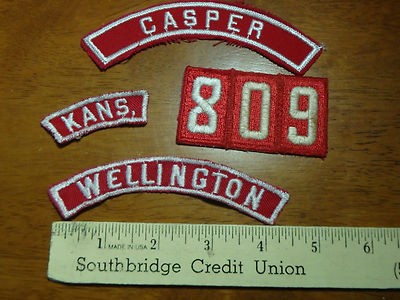 CASPER
KANS.
809
WELLINGTON
1 MADE IN USA 2 3 4 5 6
Southbridge Credit Union